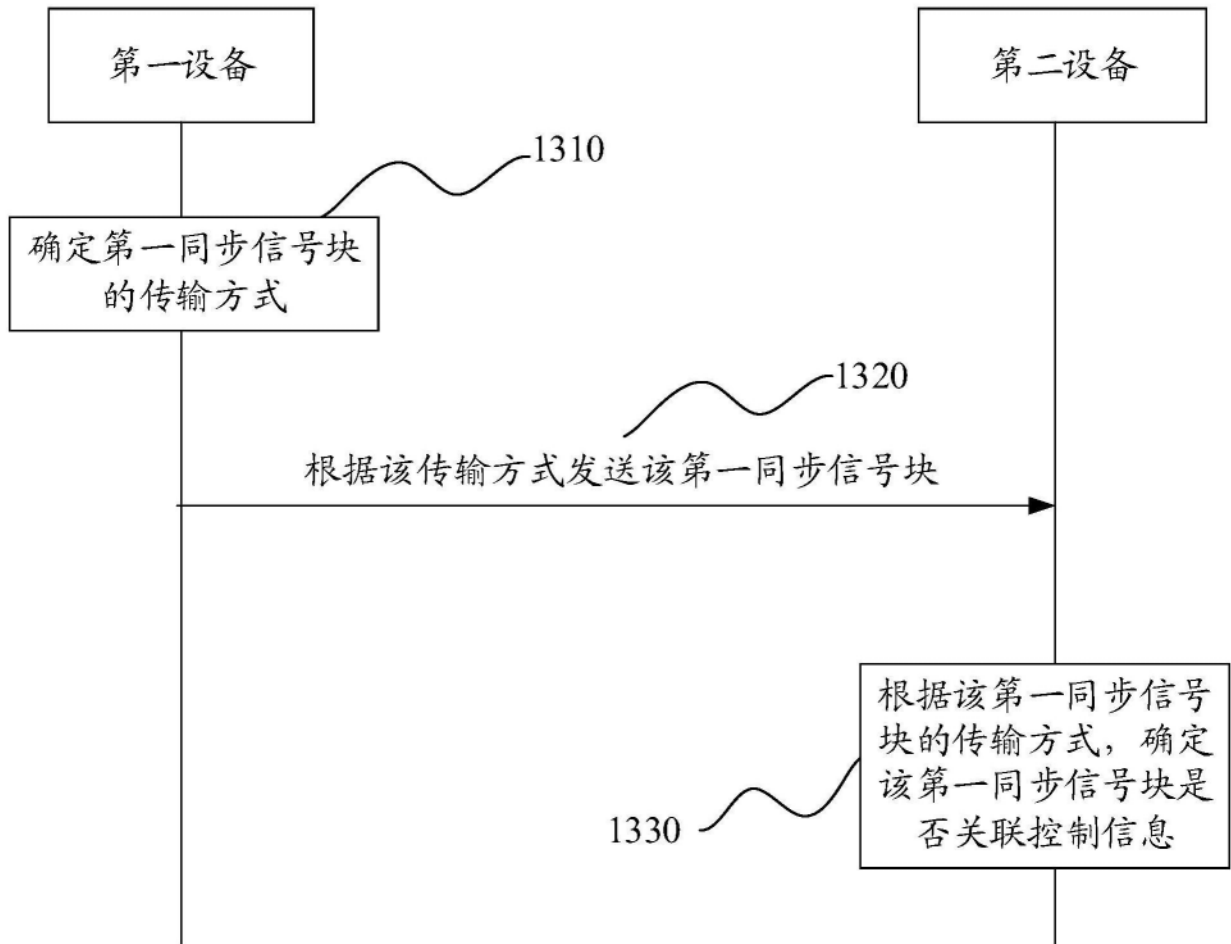 第一设备
第二设备
1310
确定第一同步信号块
的传输方式
1320
根据该传输方式发送该第一同步信号块
根据该第一同步信号
块的传输方式，确定
该第一同步信号块是
否关联控制信息
1330